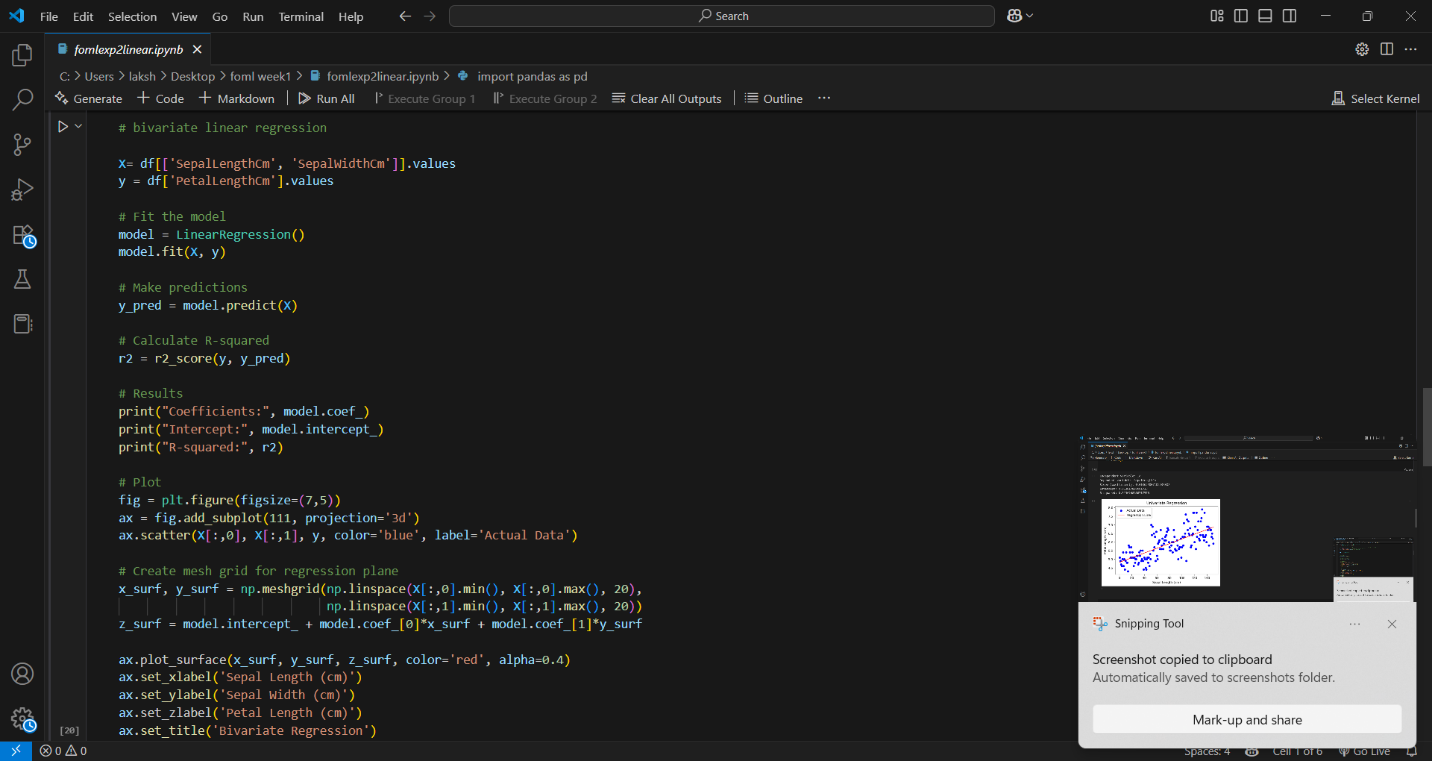 File Edit Selection View Go Run Terminal Help
Search
fomlexp2linear.ipynb
C: > Users > laksh > Desktop > foml week1 > fomlexp2linear.ipynb > import pandas as pd
Generate + Code + Markdown Run All Execute Group 1 Execute Group 2 Clear All Outputs Outline ...
Select Kernel
# bivariate linear regression
X= df[['SepalLengthCm', 'SepalWidthCm']].values
y = df['PetalLengthCm'].values
# Fit the model
model = LinearRegression()
model.fit(X, y)
# Make predictions
y_pred = model.predict(X)
# Calculate R-squared
r2 = r2_score(y, y_pred)
# Results
print("Coefficients:", model.coef_)
print("Intercept:", model.intercept_)
print("R-squared:", r2)
# Plot
fig = plt.figure(figsize=(7,5))
ax = fig.add_subplot(111, projection='3d')
ax.scatter(X[:,0], X[:,1], y, color='blue', label='Actual Data')
# Create mesh grid for regression plane
x_surf, y_surf = np.meshgrid(np.linspace(X[:,0].min(), X[:,0].max(), 20),
np.linspace(X[:,1].min(), X[:,1].max(), 20))
z_surf = model.intercept_ + model.coef_[0]*x_surf + model.coef_[1]*y_surf
ax.plot_surface(x_surf, y_surf, z_surf, color='red', alpha=0.4)
ax.set_xlabel('Sepal Length (cm)')
ax.set_ylabel('Sepal Width (cm)')
ax.set_zlabel('Petal Length (cm)')
ax.set_title('Bivariate Regression')
[20]
Snipping Tool
Screenshot copied to clipboard
Automatically saved to screenshots folder.
Mark-up and share
0 0
Spaces: 4 Cell 1 of 6 Go Live